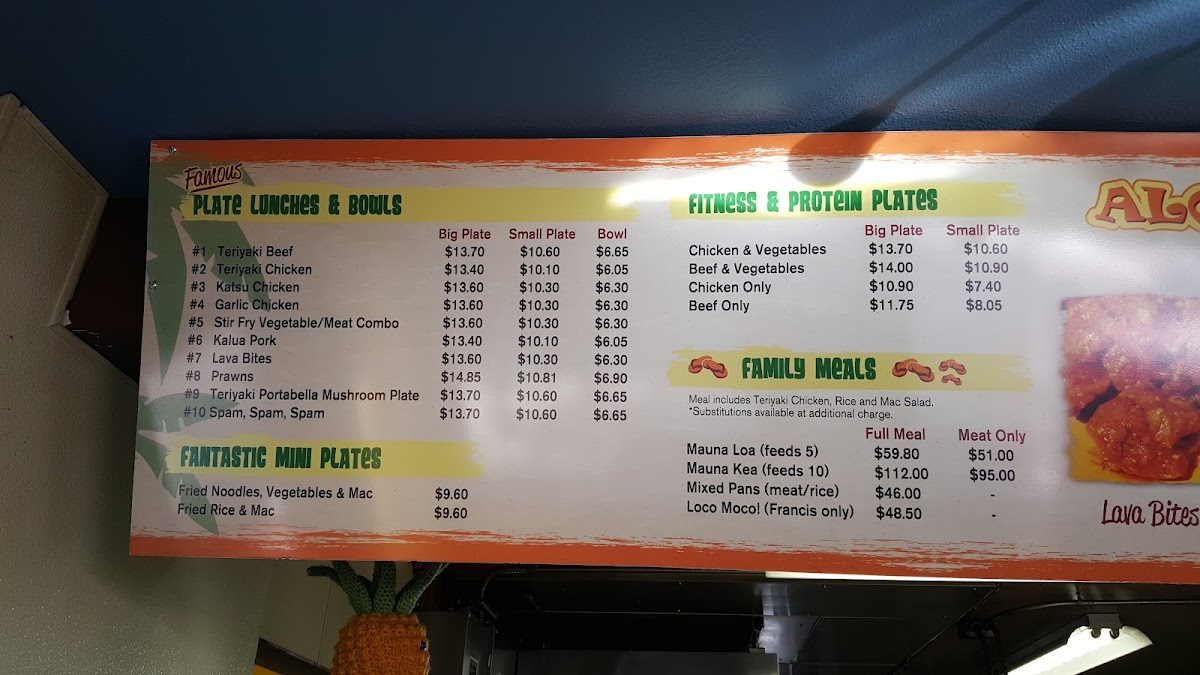 Famous
PLATE LUNCHES & BOWLS
Big Plate Small Plate Bowl
#1 Teriyaki Beef $13.70 $10.60 $6.65
#2 Teriyaki Chicken $13.40 $10.10 $6.05
#3 Katsu Chicken $13.60 $10.30 $6.30
#4 Garlic Chicken $13.60 $10.30 $6.30
#5 Stir Fry Vegetable/Meat Combo $13.60 $10.30 $6.30
#6 Kalua Pork $13.40 $10.10 $6.05
#7 Lava Bites $13.60 $10.30 $6.30
#8 Prawns $14.85 $10.81 $6.90
#9 Teriyaki Portabella Mushroom Plate $13.70 $10.60 $6.65
#10 Spam, Spam, Spam $13.70 $10.60 $6.65
FANTASTIC MINI PLATES
Fried Noodles, Vegetables & Mac $9.60
Fried Rice & Mac $9.60
FITNESS & PROTEIN PLATES
Big Plate Small Plate
Chicken & Vegetables $13.70 $10.60
Beef & Vegetables $14.00 $10.90
Chicken Only $10.90 $7.40
Beef Only $11.75 $8.05
FAMILY MEALS
Meal includes Teriyaki Chicken, Rice and Mac Salad.
*Substitutions available at additional charge.
Full Meal Meat Only
Mauna Loa (feeds 5) $59.80 $51.00
Mauna Kea (feeds 10) $112.00 $95.00
Mixed Pans (meat/rice) $46.00 -
Loco Moco! (Francis only) $48.50 -
ALO
Lava Bites